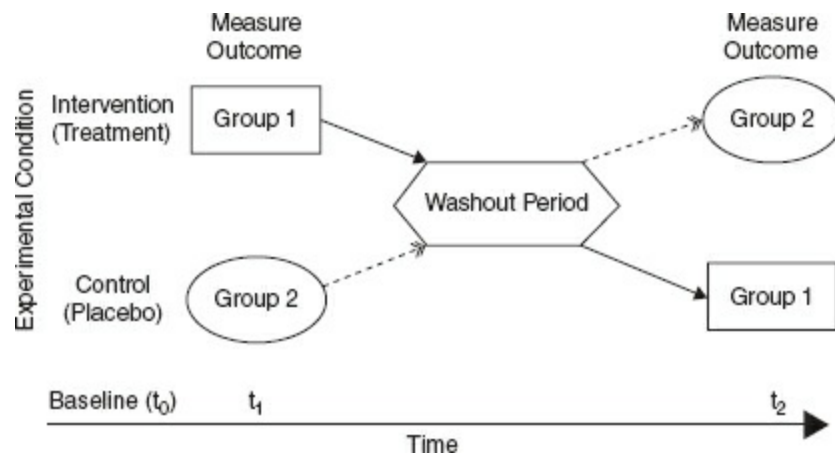 Measure
Outcome
Measure
Outcome
Experimental Condition
Intervention
(Treatment)
Group 1
Group 2
Washout Period
Control
(Placebo)
Group 2
Group 1
Baseline (t₀)
t₁
t₂
Time